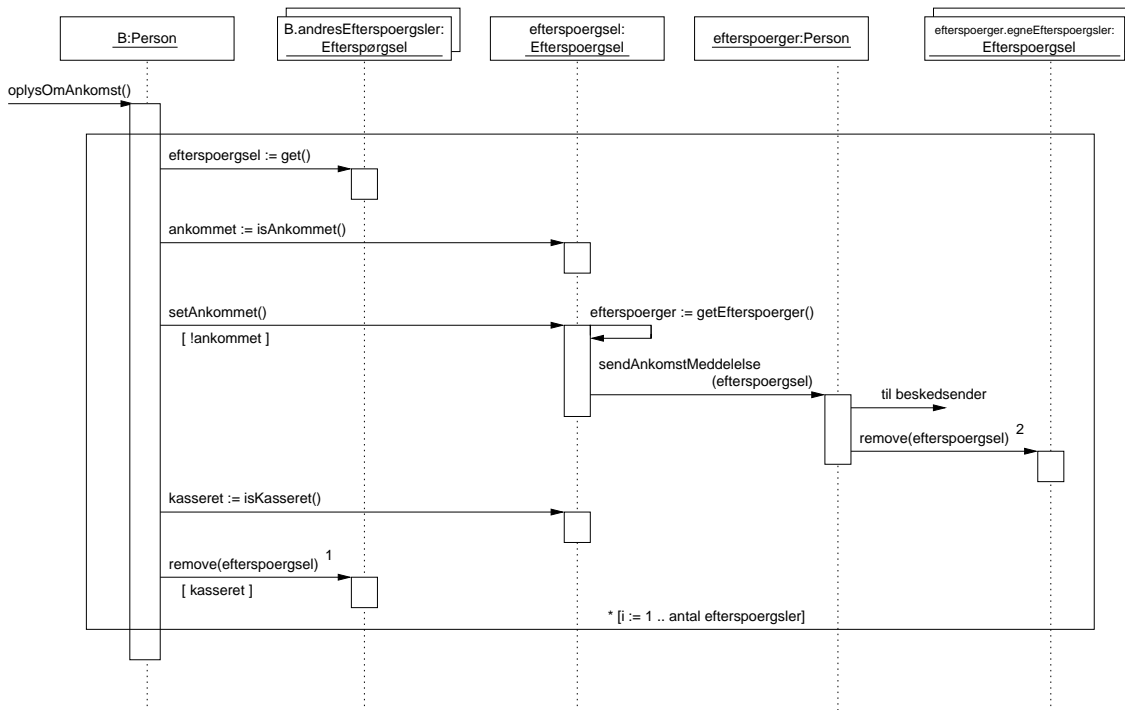 B:Person
B.andresEfterspoergsler:
Efterspørgsel
efterspoergsel:
Efterspoergsel
efterspoerger:Person
efterspoerger.egneEfterspoergsler:
Efterspoergsel
oplysOmAnkomst()
efterspoergsel := get()
ankommet := isAnkommet()
setAnkommet()
[ !ankommet ]
efterspoerger := getEfterspoerger()
sendAnkomstMeddelelse
(efterspoergsel)
til beskedsender
remove(efterspoergsel) 2
kasseret := isKasseret()
remove(efterspoergsel) 1
[ kasseret ]
* [i := 1 .. antal efterspoergsler]